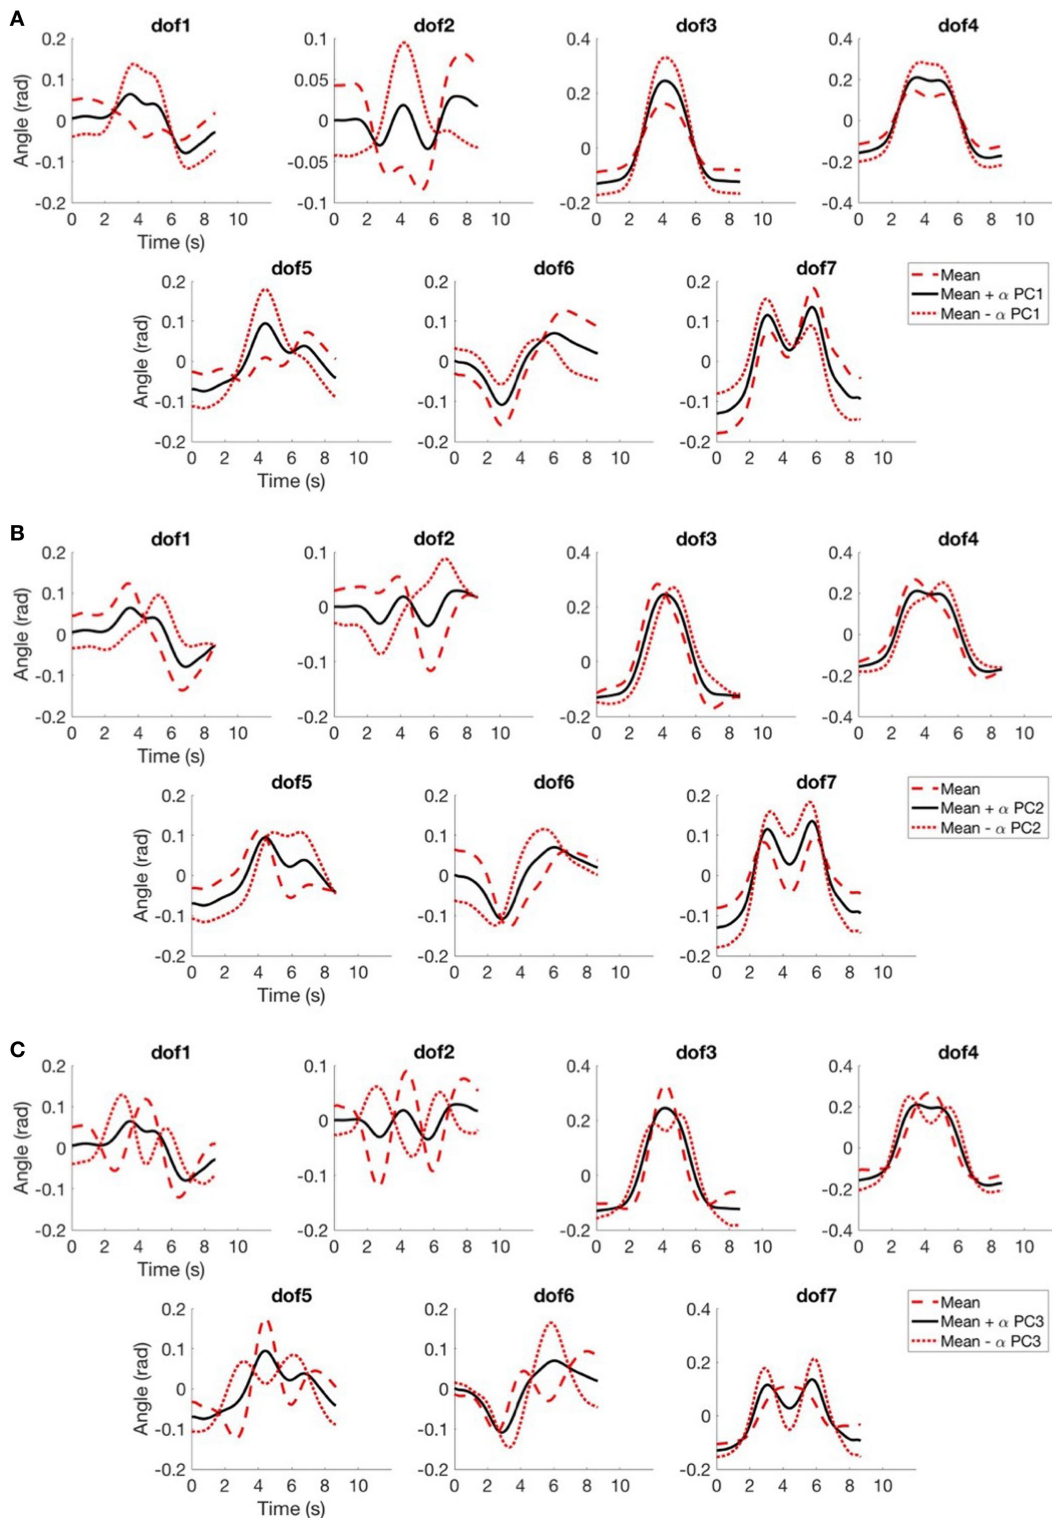 A
dof1 dof2 dof3 dof4
0.2 0.1 0.4 0.4
0.1 0.05 0.2 0.2
0 0 0 0
-0.1 -0.05 -0.2
-0.2 -0.1 -0.2 -0.4
Angle (rad)
0 2 4 6 8 10 0 2 4 6 8 10 0 2 4 6 8 10 0 2 4 6 8 10
Time (s)
dof5 dof6 dof7
0.2 0.2 0.2
0.1 0.1 0.1
0 0 0
-0.1 -0.1 -0.1
-0.2 -0.2 -0.2
Angle (rad)
0 2 4 6 8 10 0 2 4 6 8 10 0 2 4 6 8 10
Time (s)
Mean
Mean + α PC1
Mean - α PC1
B
dof1 dof2 dof3 dof4
0.2 0.1 0.4 0.4
0.1 0 0.2 0.2
0 -0.1 0 0
-0.1 -0.2
-0.2 -0.2 -0.2 -0.4
Angle (rad)
0 2 4 6 8 10 0 2 4 6 8 10 0 2 4 6 8 10 0 2 4 6 8 10
Time (s)
dof5 dof6 dof7
0.2 0.2 0.2
0.1 0.1 0.1
0 0 0
-0.1 -0.1 -0.1
-0.2 -0.2 -0.2
Angle (rad)
0 2 4 6 8 10 0 2 4 6 8 10 0 2 4 6 8 10
Time (s)
Mean
Mean + α PC2
Mean - α PC2
C
dof1 dof2 dof3 dof4
0.2 0.1 0.4 0.4
0.1 0 0.2 0.2
0 -0.1 0 0
-0.1 -0.2
-0.2 -0.2 -0.2 -0.4
Angle (rad)
0 2 4 6 8 10 0 2 4 6 8 10 0 2 4 6 8 10 0 2 4 6 8 10
Time (s)
dof5 dof6 dof7
0.2 0.2 0.4
0.1 0.1 0.2
0 0 0
-0.1 -0.1
-0.2 -0.2 -0.2
Angle (rad)
0 2 4 6 8 10 0 2 4 6 8 10 0 2 4 6 8 10
Time (s)
Mean
Mean + α PC3
Mean - α PC3